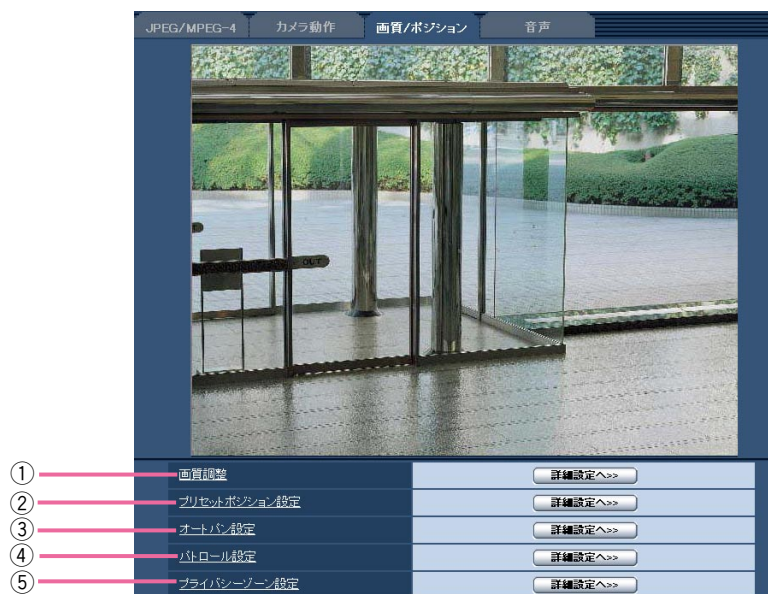 JPEG/MPEG-4 カメラ動作 画質/ポジション 音声
OUT
① 画質調整 詳細設定へ>>
② プリセットポジション設定 詳細設定へ>>
③ オートパン設定 詳細設定へ>>
④ パトロール設定 詳細設定へ>>
⑤ プライバシーゾーン設定 詳細設定へ>>